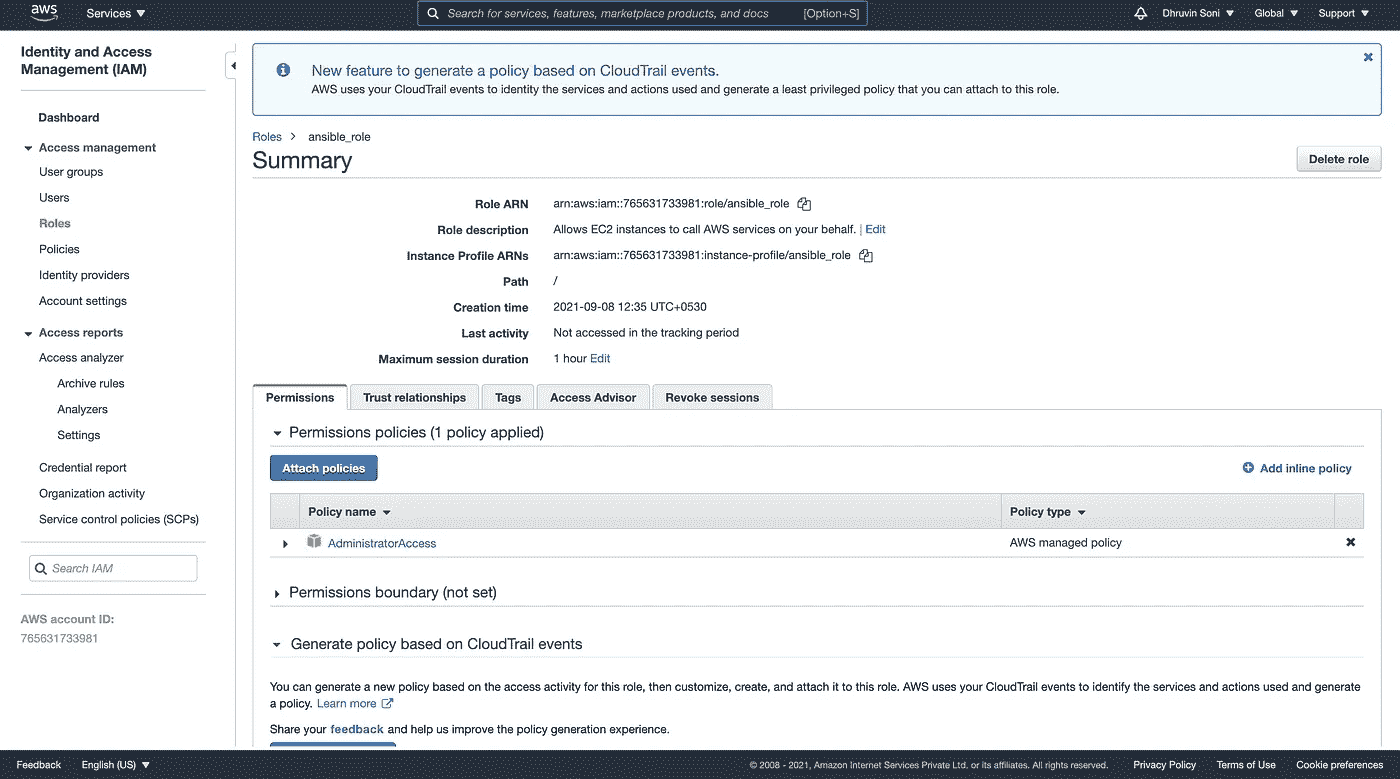 aws
Services
Search for services, features, marketplace products, and docs [Option+S]
Dhruvin Soni
Global
Support
Identity and Access
Management (IAM)
Dashboard
Access management
User groups
Users
Roles
Policies
Identity providers
Account settings
Access reports
Access analyzer
Archive rules
Analyzers
Settings
Credential report
Organization activity
Service control policies (SCPs)
Search IAM
AWS account ID:
765631733981
New feature to generate a policy based on CloudTrail events.
AWS uses your CloudTrail events to identify the services and actions used and generate a least privileged policy that you can attach to this role.
Roles > ansible_role
Summary
Delete role
Role ARN arn:aws:iam::765631733981:role/ansible_role
Role description Allows EC2 instances to call AWS services on your behalf. | Edit
Instance Profile ARNs arn:aws:iam::765631733981:instance-profile/ansible_role
Path /
Creation time 2021-09-08 12:35 UTC+0530
Last activity Not accessed in the tracking period
Maximum session duration 1 hour Edit
Permissions
Trust relationships
Tags
Access Advisor
Revoke sessions
Permissions policies (1 policy applied)
Attach policies
Add inline policy
Policy name
Policy type
AdministratorAccess
AWS managed policy
Permissions boundary (not set)
Generate policy based on CloudTrail events
You can generate a new policy based on the access activity for this role, then customize, create, and attach it to this role. AWS uses your CloudTrail events to identify the services and actions used and generate
a policy. Learn more
Share your feedback and help us improve the policy generation experience.
Feedback
English (US)
© 2008 - 2021, Amazon Internet Services Private Ltd. or its affiliates. All rights reserved.
Privacy Policy
Terms of Use
Cookie preferences